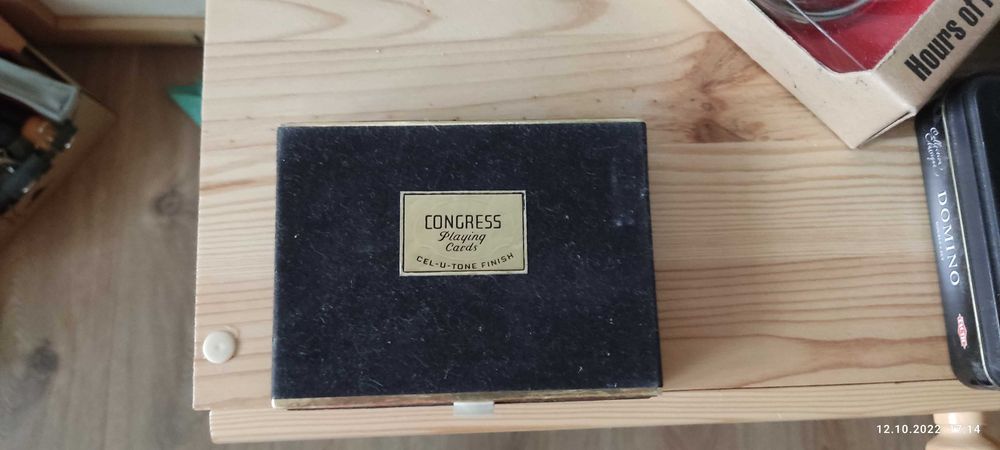 CONGRESS
Playing
Cards
CEL-U-TONE FINISH
Hours of
DOMINO
12.10.2022 17:14